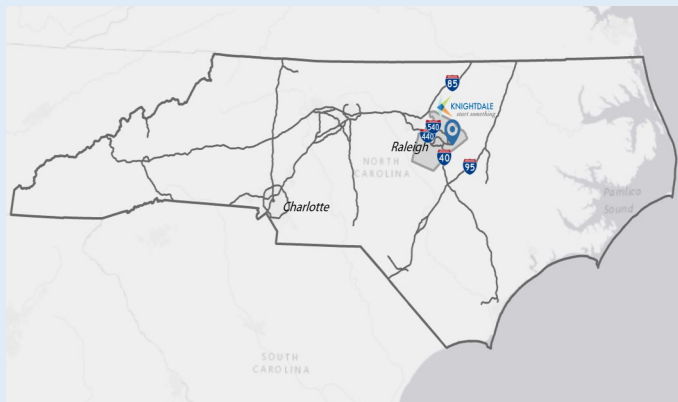 85
KNIGHTDALE
start something
540
440
Raleigh
40
95
NORTH
CAROLINA
Pamlico
Sound
Charlotte
SOUTH
CAROLINA